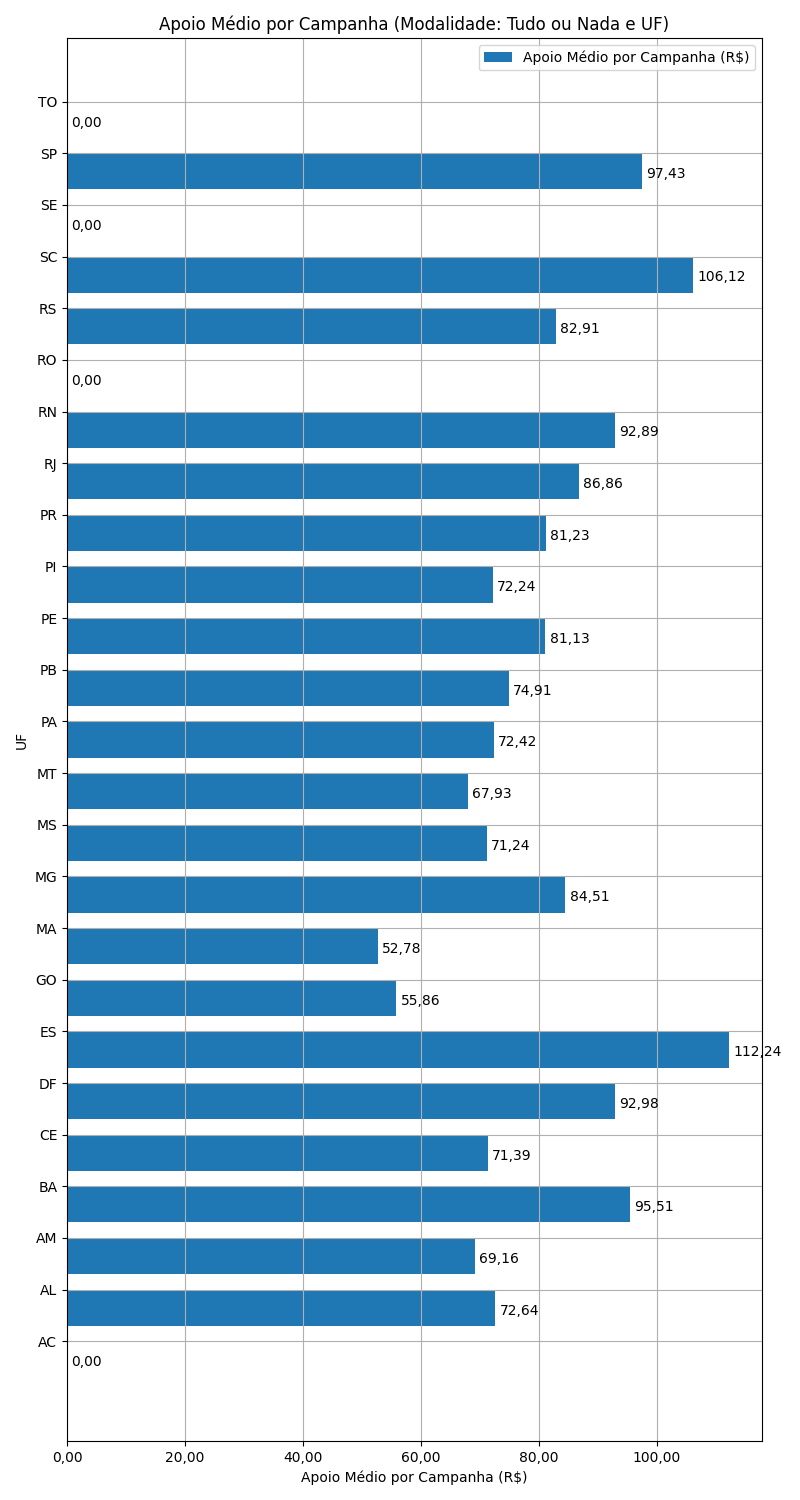 Apoio Médio por Campanha (Modalidade: Tudo ou Nada e UF)
Apoio Médio por Campanha (R$)
TO
0,00
SP
97,43
SE
0,00
SC
106,12
RS
82,91
RO
0,00
RN
92,89
RJ
86,86
PR
81,23
PI
72,24
PE
81,13
PB
74,91
PA
72,42
UF
MT
67,93
MS
71,24
MG
84,51
MA
52,78
GO
55,86
ES
112,24
DF
92,98
CE
71,39
BA
95,51
AM
69,16
AL
72,64
AC
0,00
0,00 20,00 40,00 60,00 80,00 100,00
Apoio Médio por Campanha (R$)